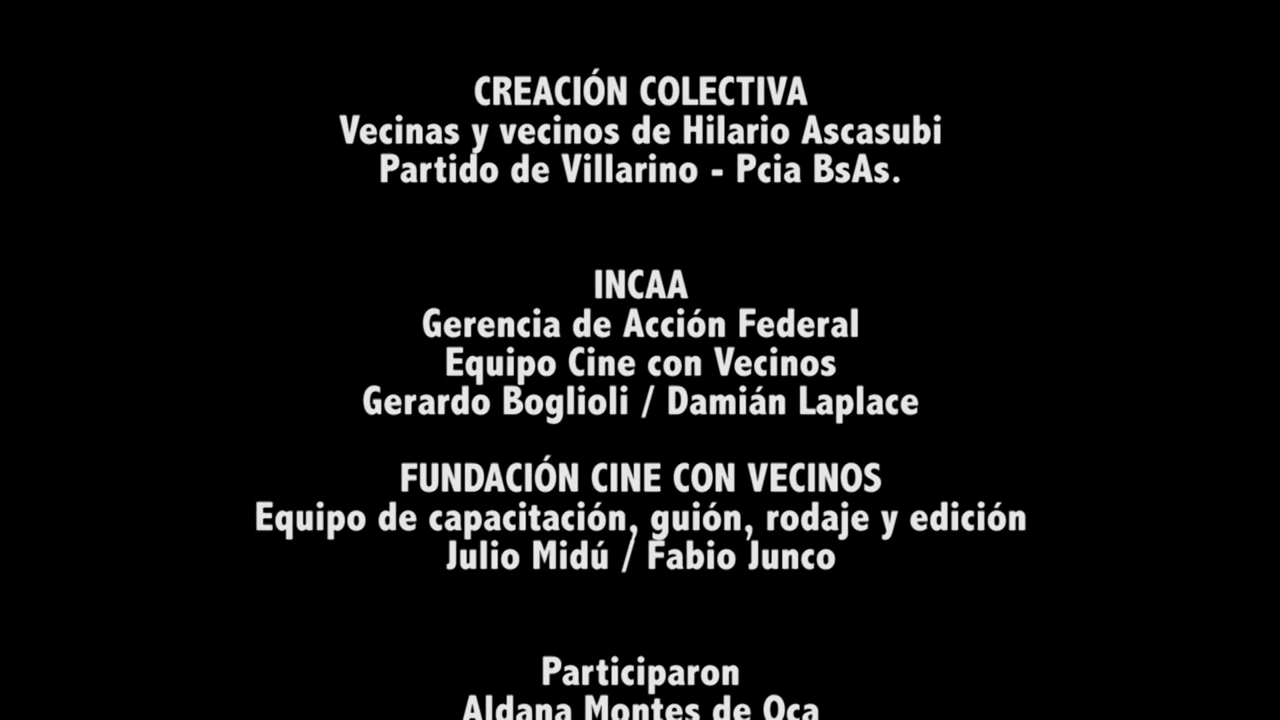 CREACIÓN COLECTIVA
Vecinas y vecinos de Hilario Ascasubi
Partido de Villarino - Pcia BsAs.
INCAA
Gerencia de Acción Federal
Equipo Cine con Vecinos
Gerardo Boglioli / Damián Laplace
FUNDACIÓN CINE CON VECINOS
Equipo de capacitación, guión, rodaje y edición
Julio Midú / Fabio Junco
Participaron
Aldana Montes de Oca